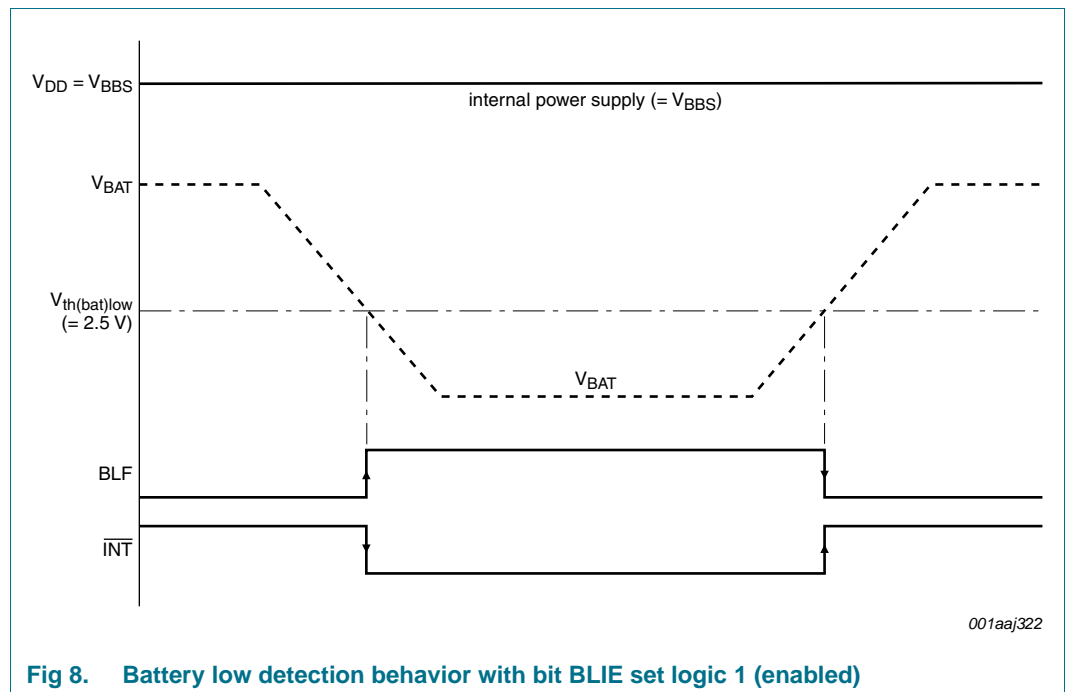 VDD = VBBS
internal power supply (= VBBS)
VBAT
Vth(bat)low
(= 2.5 V)
VBAT
BLF
INT
001aaj322
Fig 8. Battery low detection behavior with bit BLIE set logic 1 (enabled)